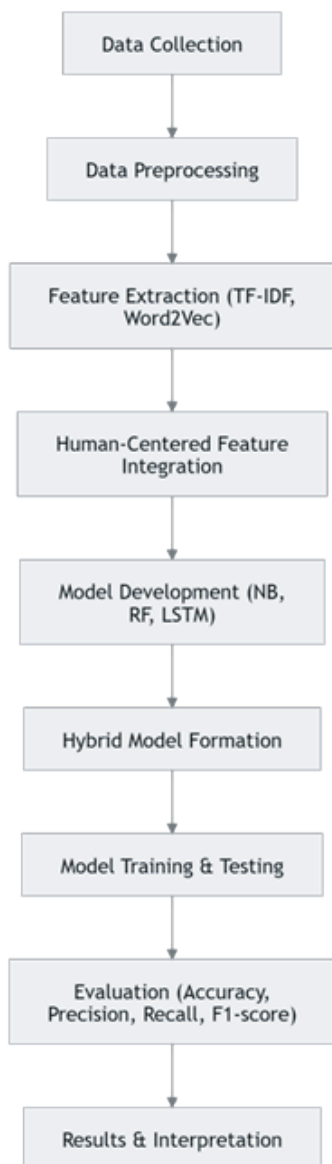 Data Collection
Data Preprocessing
Feature Extraction (TF-IDF,
Word2Vec)
Human-Centered Feature
Integration
Model Development (NB,
RF, LSTM)
Hybrid Model Formation
Model Training & Testing
Evaluation (Accuracy,
Precision, Recall, F1-score)
Results & Interpretation